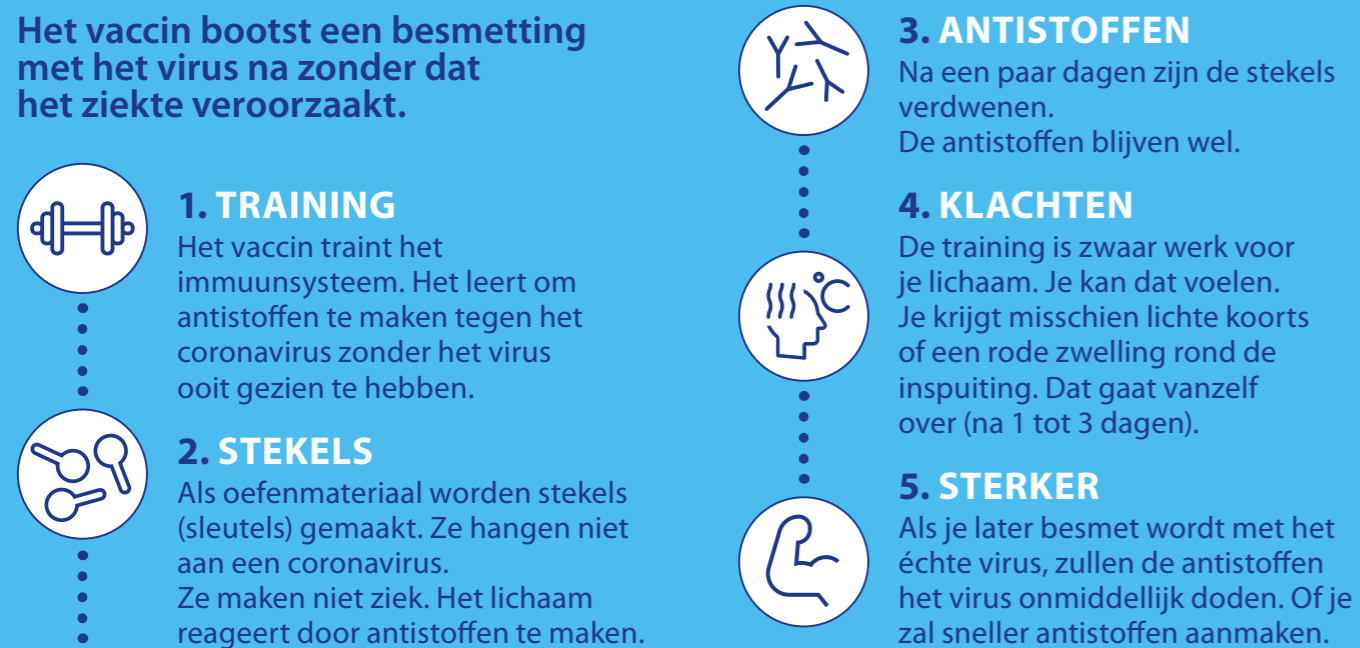 Het vaccin bootst een besmetting
met het virus na zonder dat
het ziekte veroorzaakt.
1. TRAINING
Het vaccin traint het
immuunsysteem. Het leert om
antistoffen te maken tegen het
coronavirus zonder het virus
ooit gezien te hebben.
2. STEKELS
Als oefenmateriaal worden stekels
(sleutels) gemaakt. Ze hangen niet
aan een coronavirus.
Ze maken niet ziek. Het lichaam
reageert door antistoffen te maken.
3. ANTISTOFFEN
Na een paar dagen zijn de stekels
verdwenen.
De antistoffen blijven wel.
4. KLACHTEN
°C
De training is zwaar werk voor
je lichaam. Je kan dat voelen.
Je krijgt misschien lichte koorts
of een rode zwelling rond de
inspuiting. Dat gaat vanzelf
over (na 1 tot 3 dagen).
5. STERKER
Als je later besmet wordt met het
échte virus, zullen de antistoffen
het virus onmiddellijk doden. Of je
zal sneller antistoffen aanmaken.